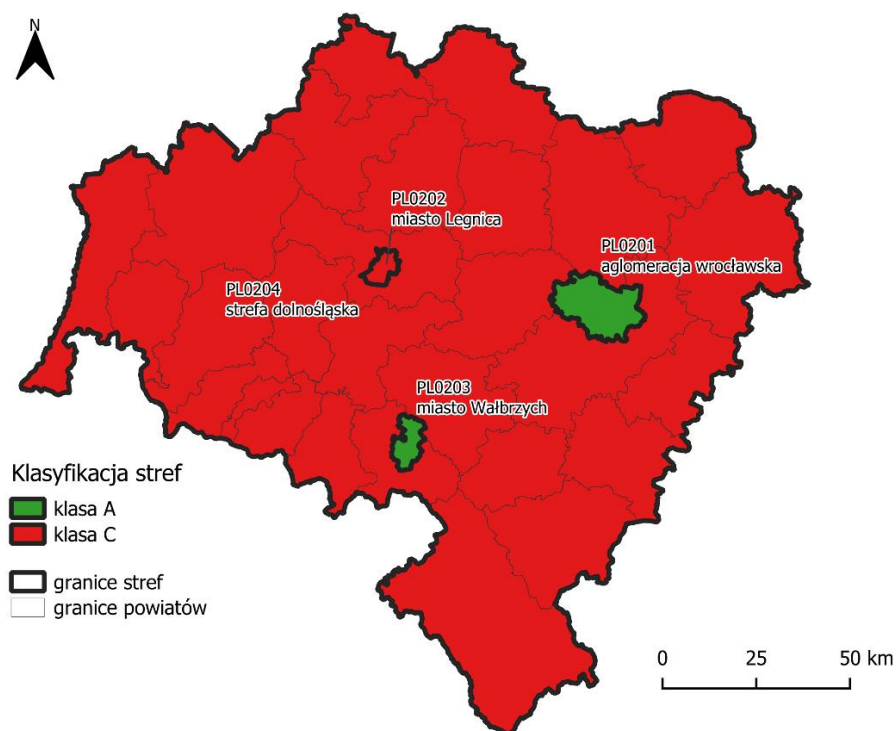 N
PL0202
miasto Legnica
PL0201
aglomeracja wrocławska
PL0204
strefa dolnośląska
PL0203
miasto Wałbrzych
Klasyfikacja stref
klasa A
klasa C
granice stref
granice powiatów
0 25 50 km